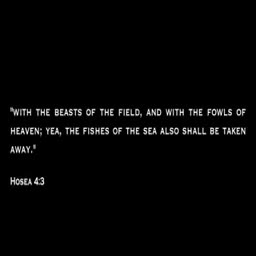 "WITH THE BEASTS OF THE FIELD, AND WITH THE FOWLS OF
HEAVEN; YEA, THE FISHES OF THE SEA ALSO SHALL BE TAKEN
AWAY."
HOSEA 4:3